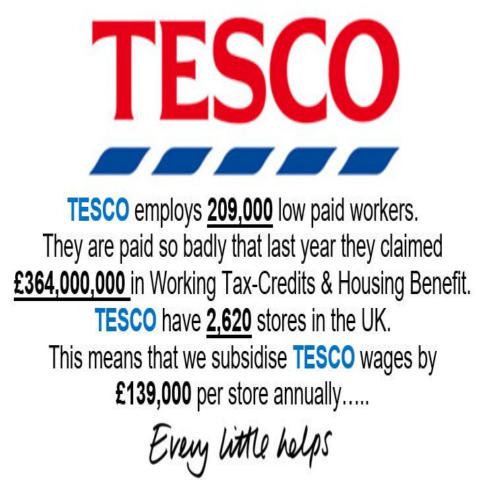 TESCO
TESCO employs 209,000 low paid workers.
They are paid so badly that last year they claimed
£364,000,000 in Working Tax-Credits & Housing Benefit.
TESCO have 2,620 stores in the UK.
This means that we subsidise TESCO wages by
£139,000 per store annually.....
Every little helps